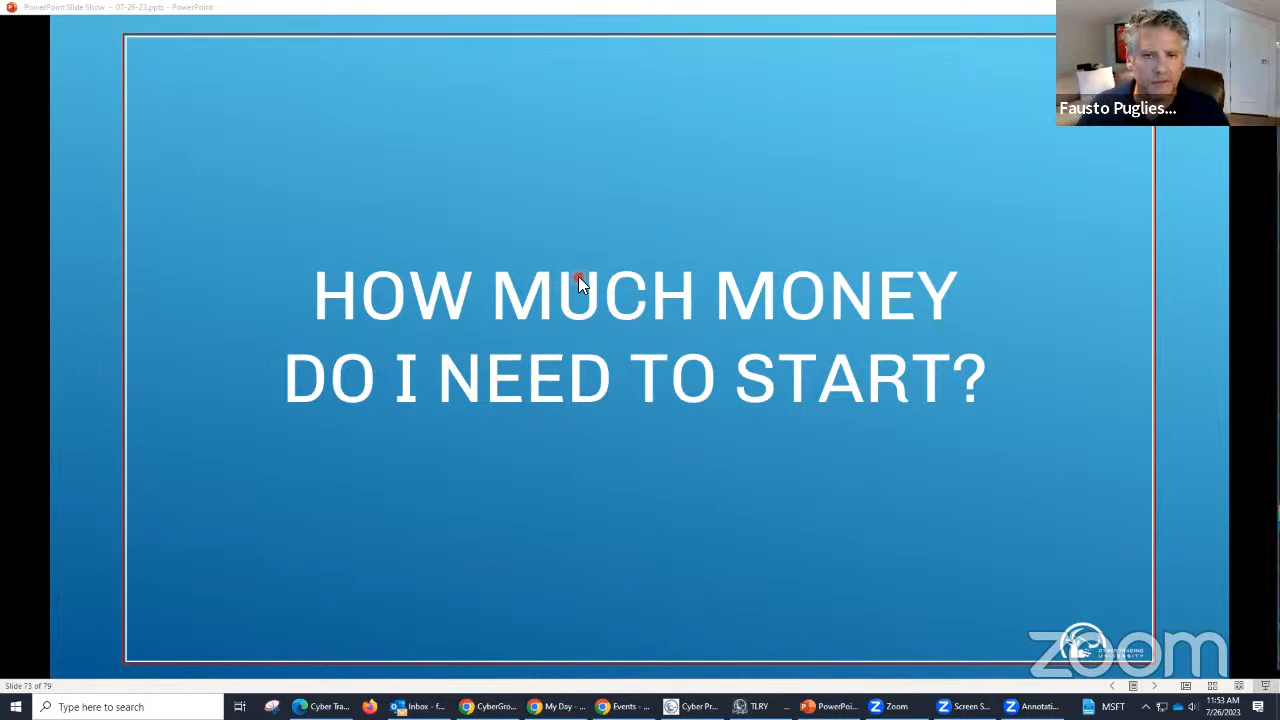 PowerPoint Slide Show - 07-26-23.pptx - PowerPoint
Fausto Puglies...
HOW MUCH MONEY
DO I NEED TO START?
CYBERTRADING
UNIVERSITY
zoom
Slide 73 of 79
Type here to search
Cyber Tra...
Inbox - f...
CyberGro...
My Day - ...
Events - ...
Cyber Pr...
TLRY ...
PowerPoi...
Zoom
Screen S...
Annotati...
MSFT
11:53 AM
7/26/2023